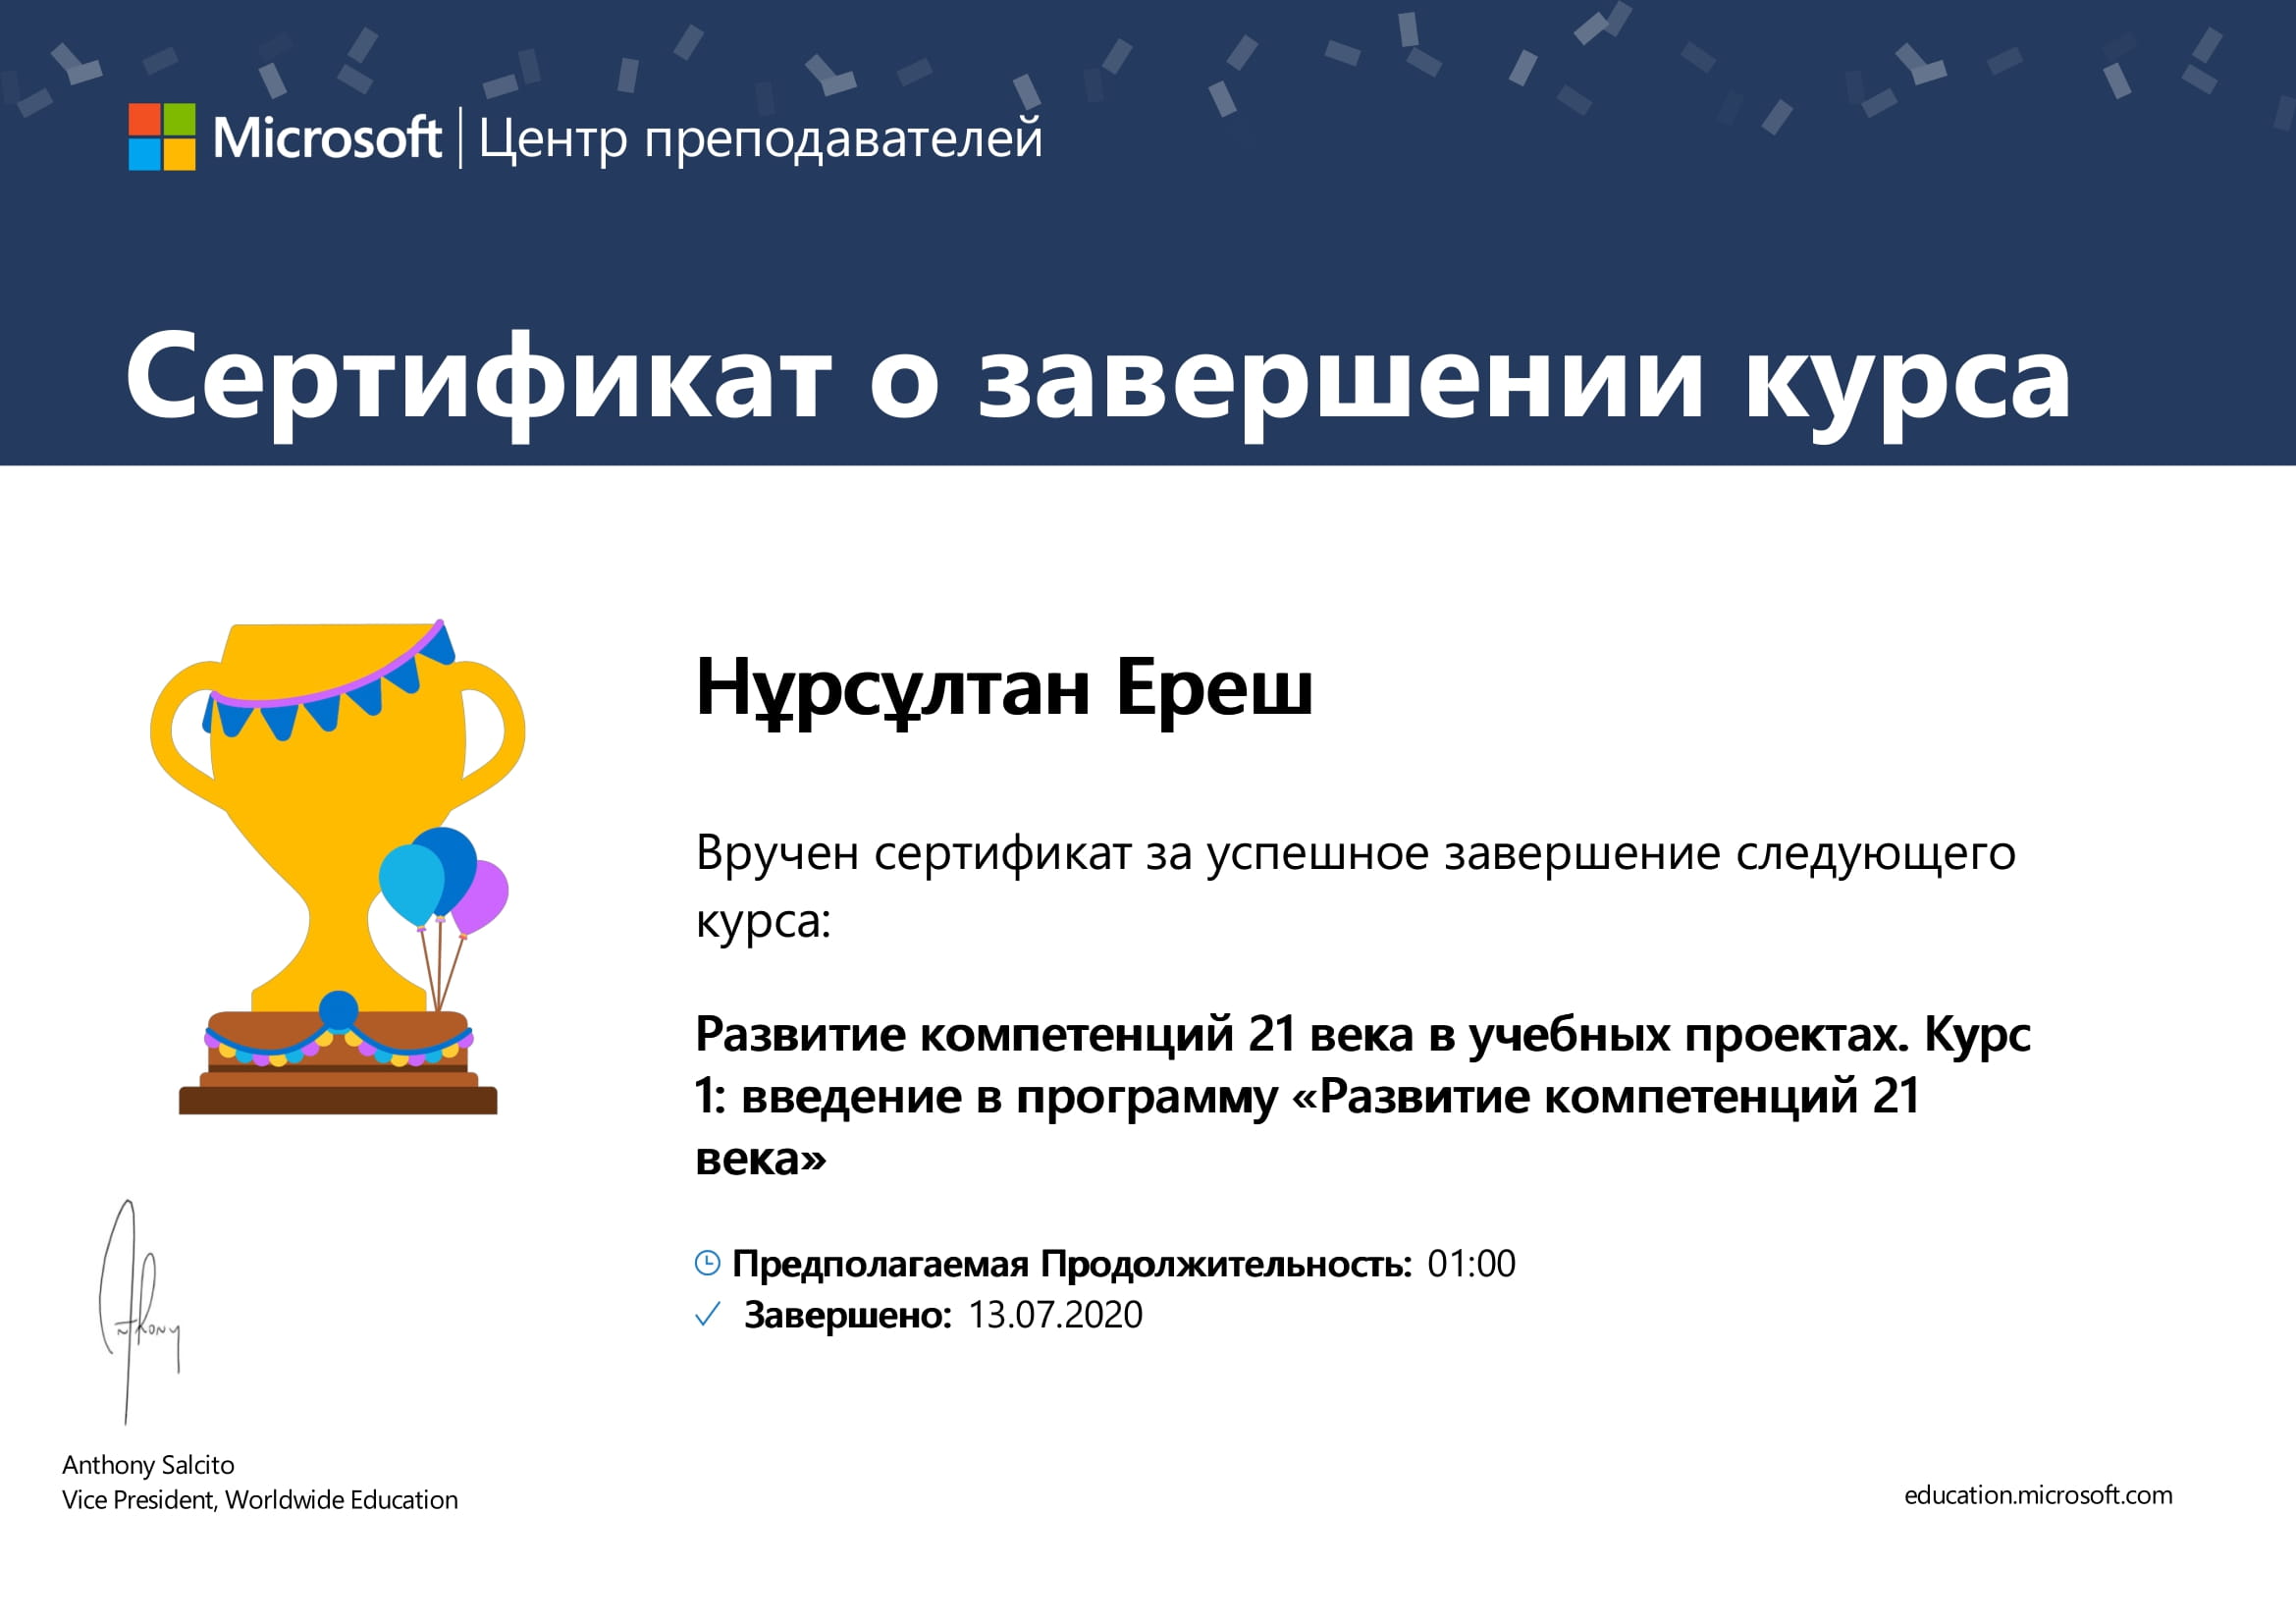 Microsoft | Центр преподавателей
Сертификат о завершении курса
Нұрсұлтан Ереш
Вручен сертификат за успешное завершение следующего
курса:
Развитие компетенций 21 века в учебных проектах. Курс
1: введение в программу «Развитие компетенций 21
века»
Предполагаемая Продолжительность: 01:00
Завершено: 13.07.2020
Anthony
Anthony Salcito
Vice President, Worldwide Education
education.microsoft.com